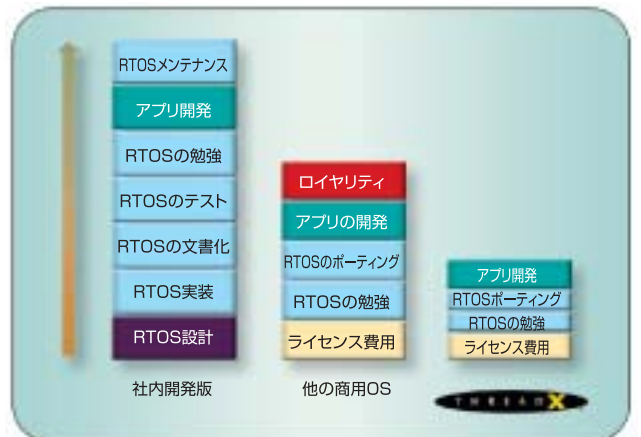 RTOSメンテナンス
アプリ開発
RTOSの勉強
RTOSのテスト
RTOSの文書化
RTOS実装
RTOS設計
社内開発版
ロイヤリティ
アプリの開発
RTOSのポーティング
RTOSの勉強
ライセンス費用
他の商用OS
アプリ開発
RTOSポーティング
RTOSの勉強
ライセンス費用
THREADX